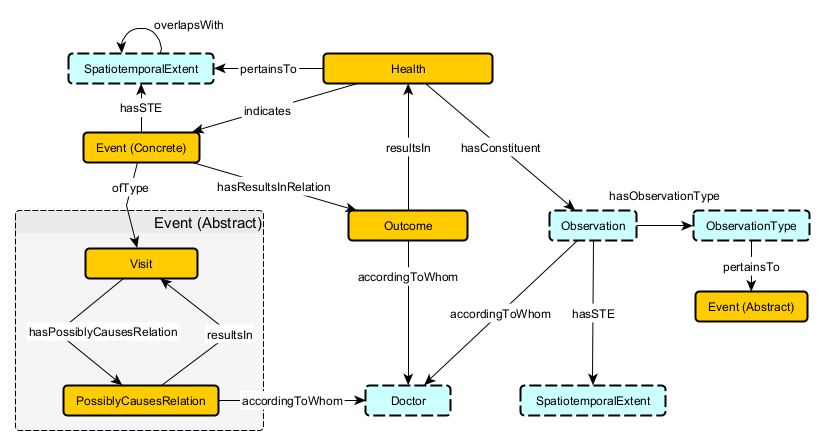 overlapsWith
SpatiotemporalExtent
pertainsTo
Health
hasSTE
indicates
Event (Concrete)
resultsIn
hasConstituent
ofType
hasResultsInRelation
hasObservationType
Event (Abstract)
Outcome
Observation
ObservationType
Visit
accordingToWhom
pertainsTo
Event (Abstract)
hasPossiblyCausesRelation
resultsIn
accordingToWhom
hasSTE
PossiblyCausesRelation
accordingToWhom
Doctor
SpatiotemporalExtent